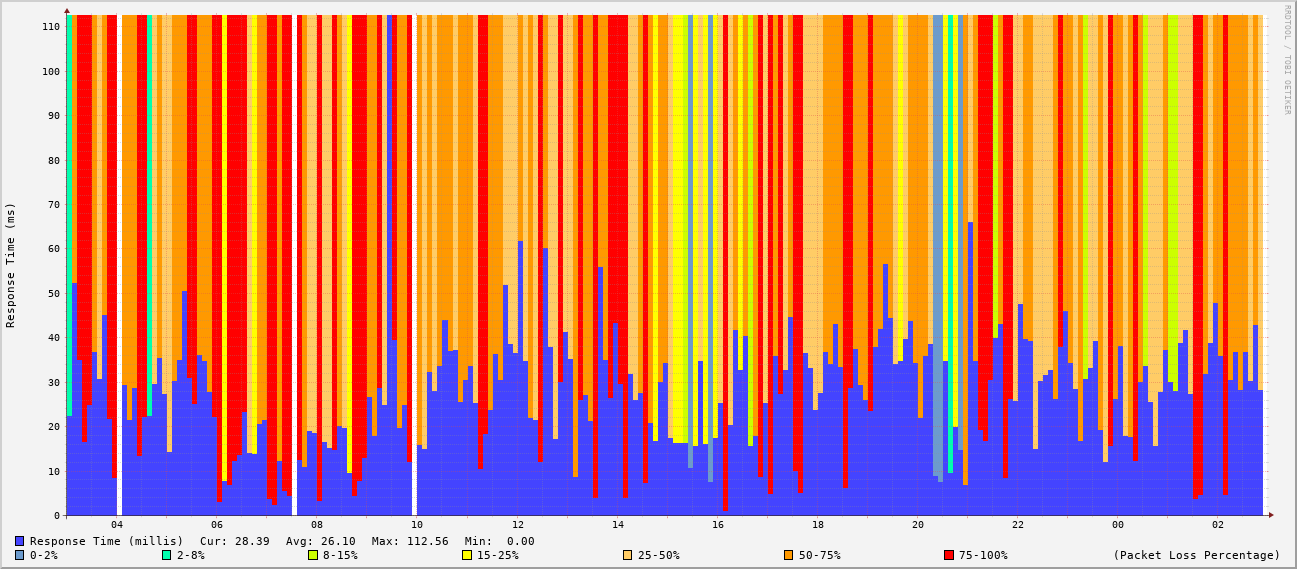 RRDTOOL / TOBI OETIKER
Response Time (ms)
110
100
90
80
70
60
50
40
30
20
10
0
04 06 08 10 12 14 16 18 20 22 00 02
Response Time (millis) Cur: 28.39 Avg: 26.10 Max: 112.56 Min: 0.00
0-2% 2-8% 8-15% 15-25% 25-50% 50-75% 75-100% (Packet Loss Percentage)